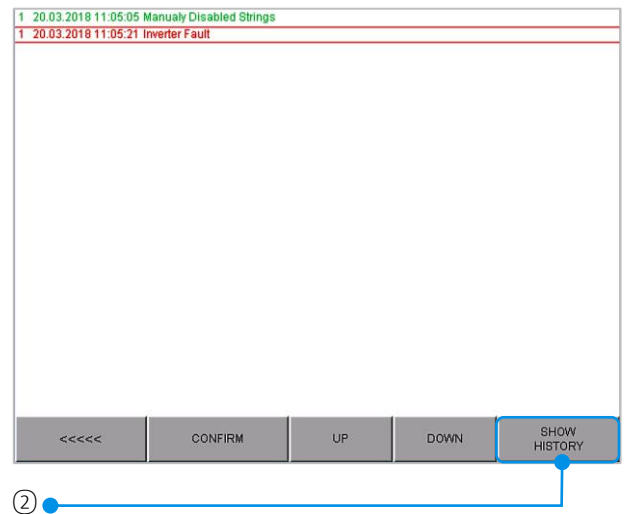 1 20.03.2018 11:05:05 Manualy Disabled Strings
1 20.03.2018 11:05:21 Inverter Fault
<<<<< CONFIRM UP DOWN SHOW HISTORY
②